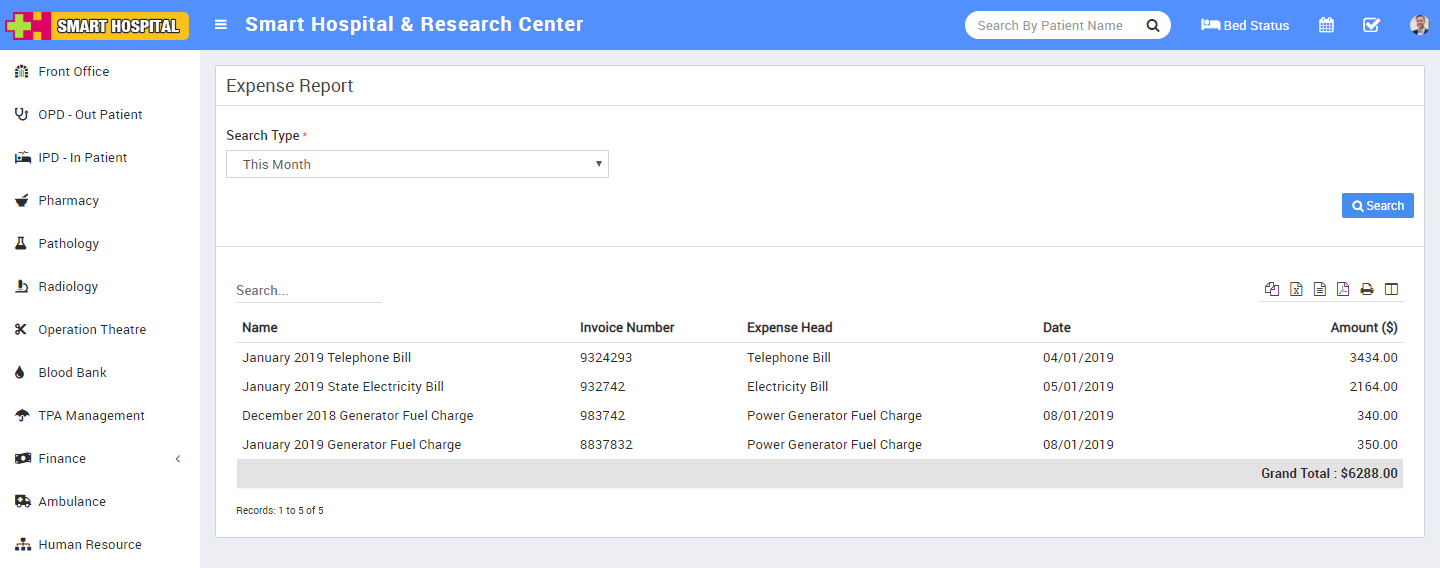 SMART HOSPITAL
Smart Hospital & Research Center
Search By Patient Name
Bed Status
Front Office
OPD - Out Patient
IPD - In Patient
Pharmacy
Pathology
Radiology
Operation Theatre
Blood Bank
TPA Management
Finance
Ambulance
Human Resource
Expense Report
Search Type *
This Month
Search
Search...
Name Invoice Number Expense Head Date Amount ($)
January 2019 Telephone Bill 9324293 Telephone Bill 04/01/2019 3434.00
January 2019 State Electricity Bill 932742 Electricity Bill 05/01/2019 2164.00
December 2018 Generator Fuel Charge 983742 Power Generator Fuel Charge 08/01/2019 340.00
January 2019 Generator Fuel Charge 8837832 Power Generator Fuel Charge 08/01/2019 350.00
Grand Total : $6288.00
Records: 1 to 5 of 5